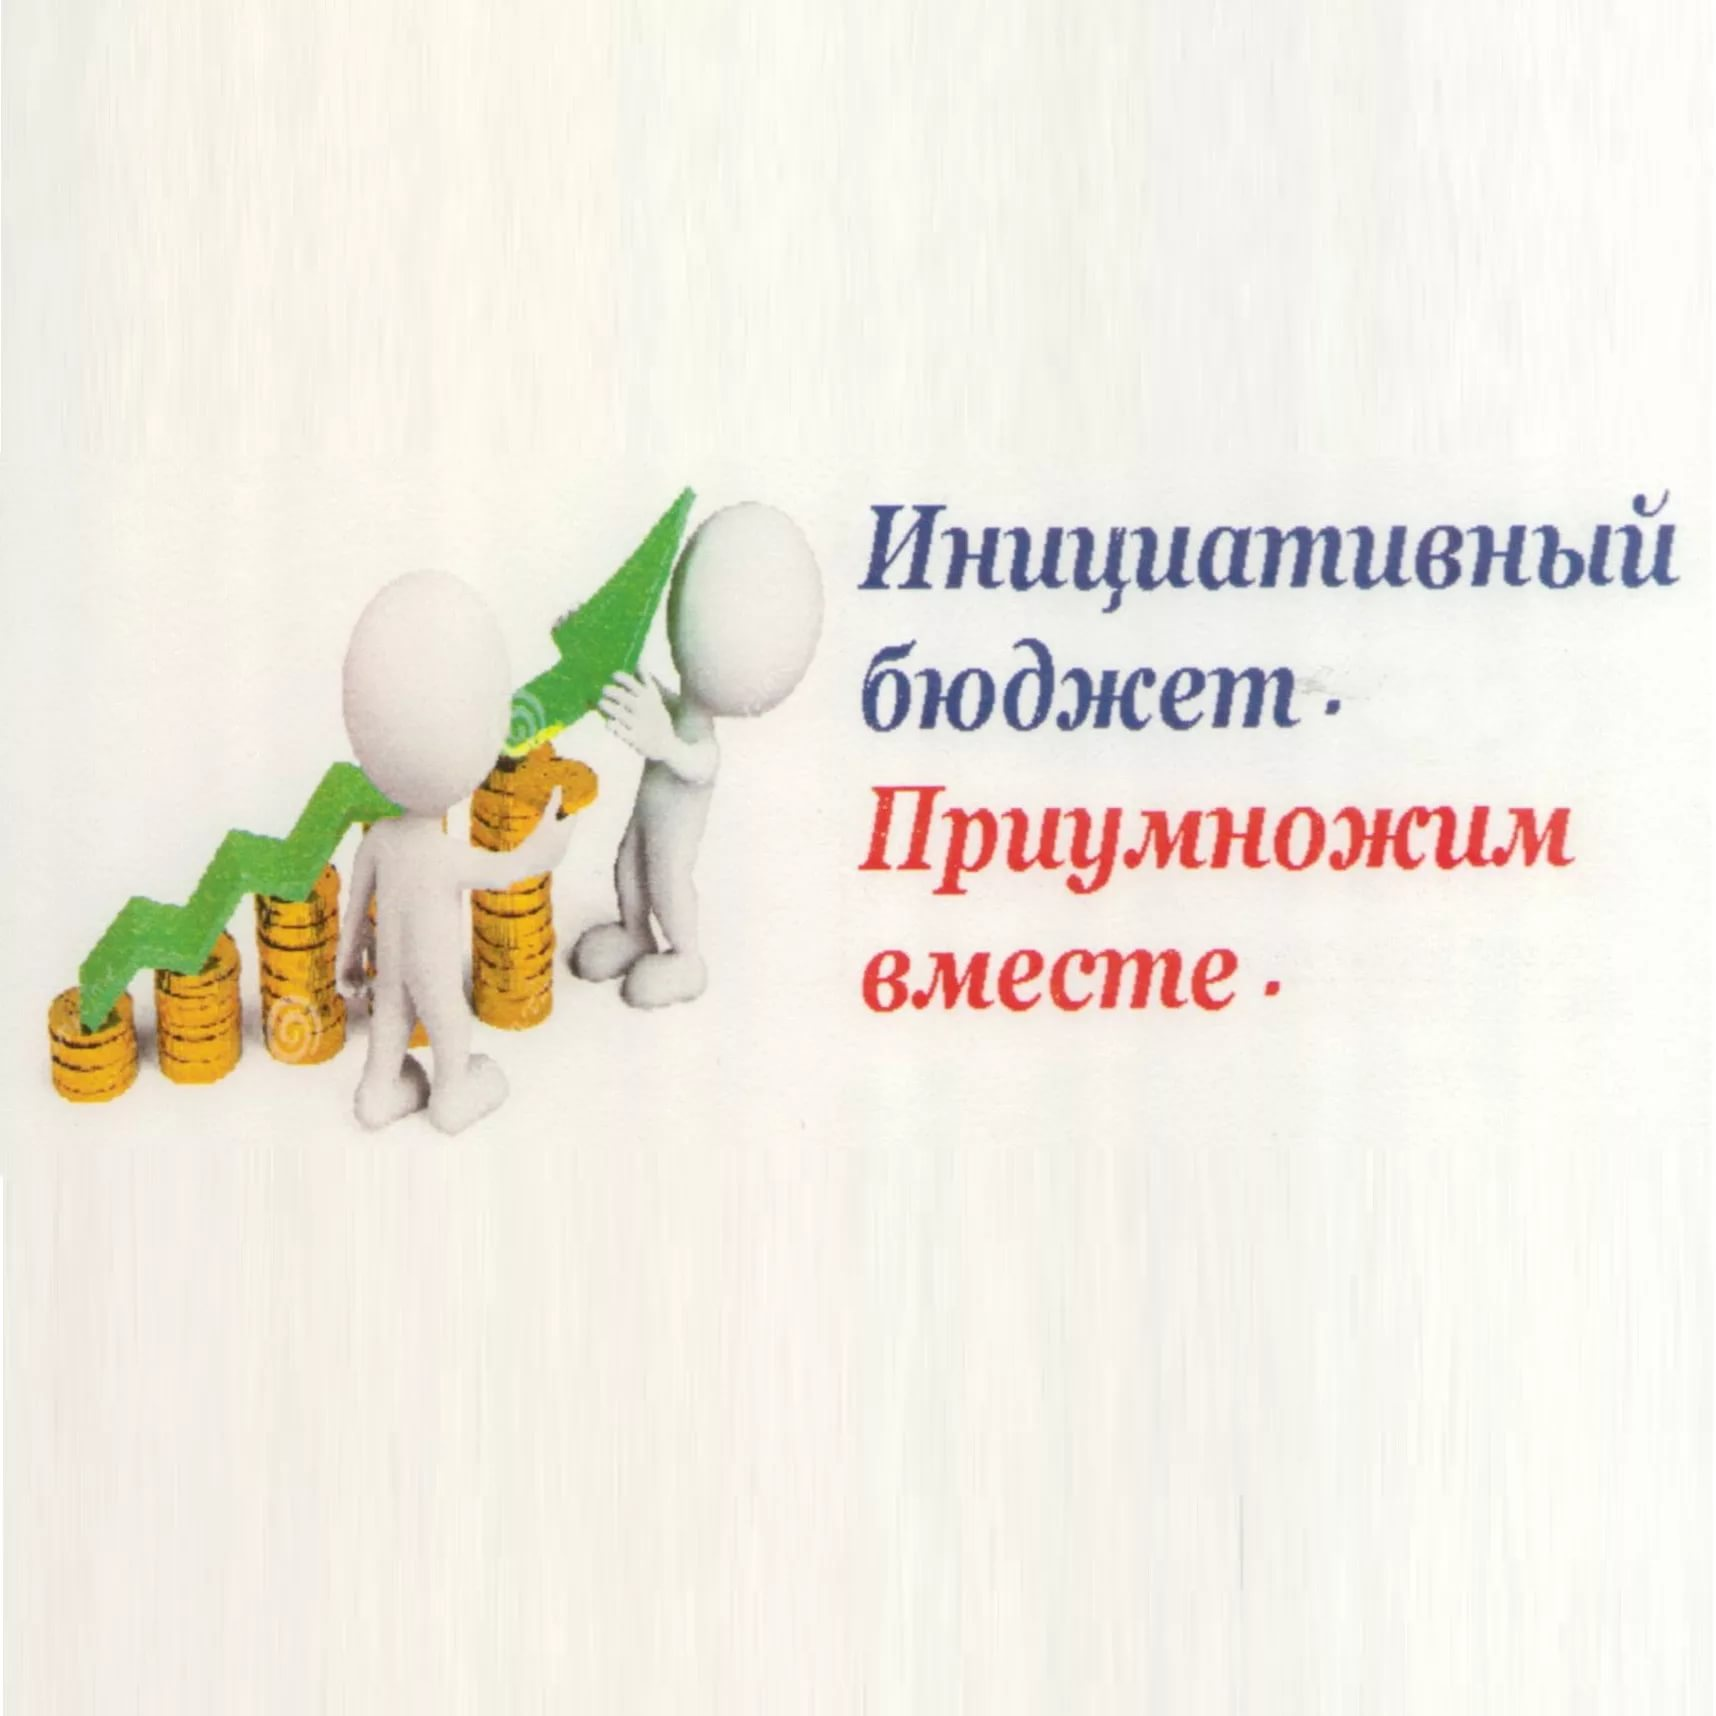 Инициативный
бюджет.
Приумножим
вместе.